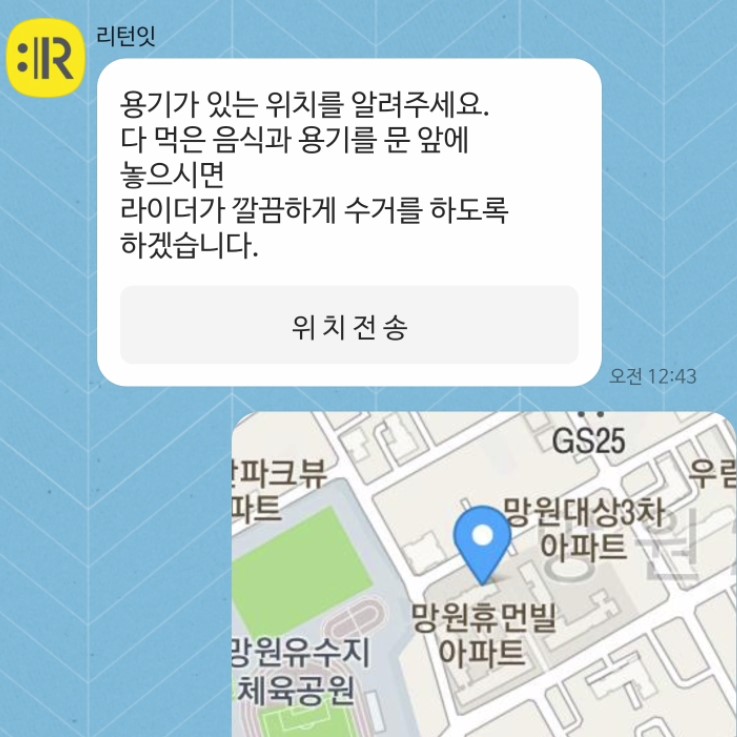 :||R
리턴잇
용기가 있는 위치를 알려주세요.
다 먹은 음식과 용기를 문 앞에
놓으시면
라이더가 깔끔하게 수거를 하도록
하겠습니다.
위치전송
오전 12:43
GS25
파크뷰
파트
우림
망원대상3차
아파트
망원
망원휴먼빌
아파트
망원유수지
체육공원